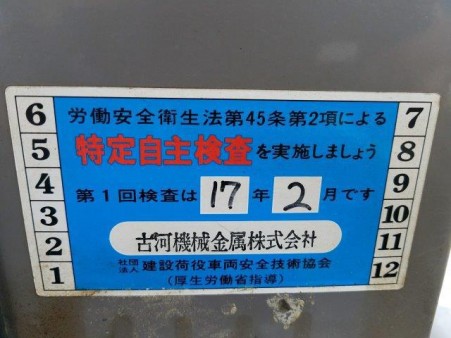 労働安全衛生法第45条第2項による
特定自主検査を実施しましょう
第1回検査は 17 年 2 月です
古河機械金属株式会社
社団法人 建設荷役車両安全技術協会
(厚生労働省指導)
6
5
4
3
2
1
7
8
9
10
11
12